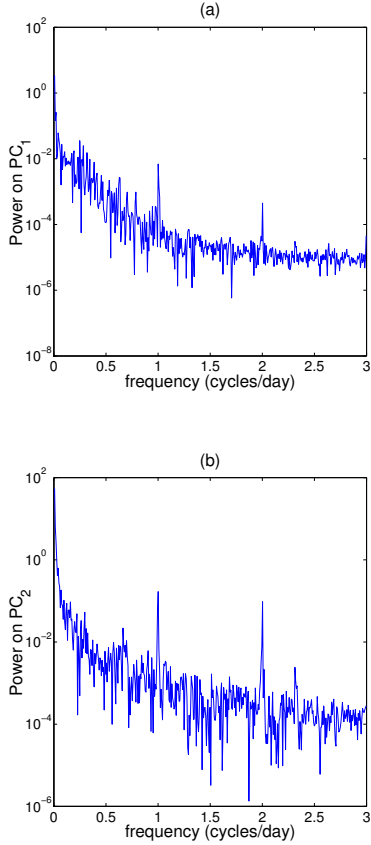 (a)
10^2
10^0
10^−2
10^−4
10^−6
10^−8
Power on PC_1
0 0.5 1 1.5 2 2.5 3
frequency (cycles/day)
(b)
10^2
10^0
10^−2
10^−4
10^−6
Power on PC_2
0 0.5 1 1.5 2 2.5 3
frequency (cycles/day)